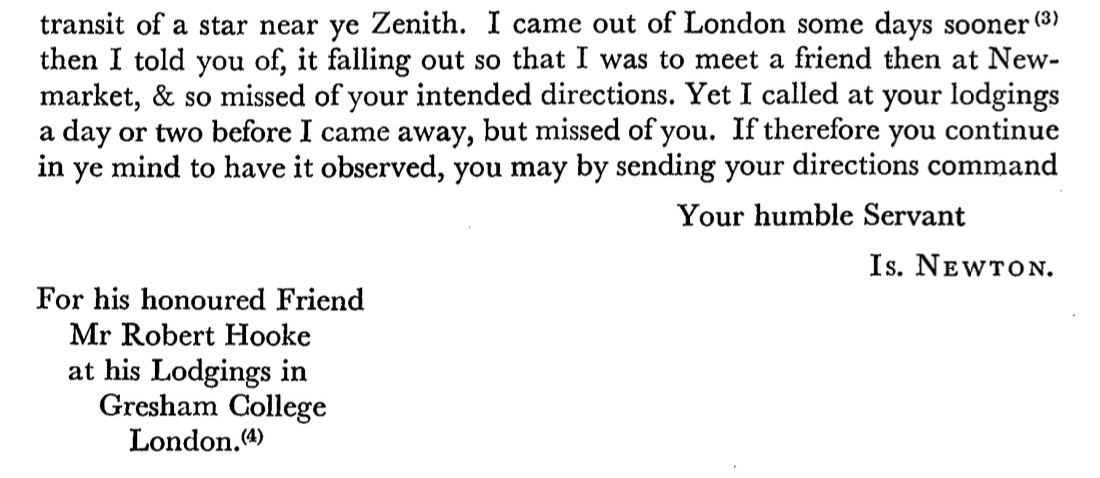 transit of a star near ye Zenith. I came out of London some days sooner (3)
then I told you of, it falling out so that I was to meet a friend then at New-
market, & so missed of your intended directions. Yet I called at your lodgings
a day or two before I came away, but missed of you. If therefore you continue
in ye mind to have it observed, you may by sending your directions command
Your humble Servant
Is. Newton.
For his honoured Friend
Mr Robert Hooke
at his Lodgings in
Gresham College
London.(4)